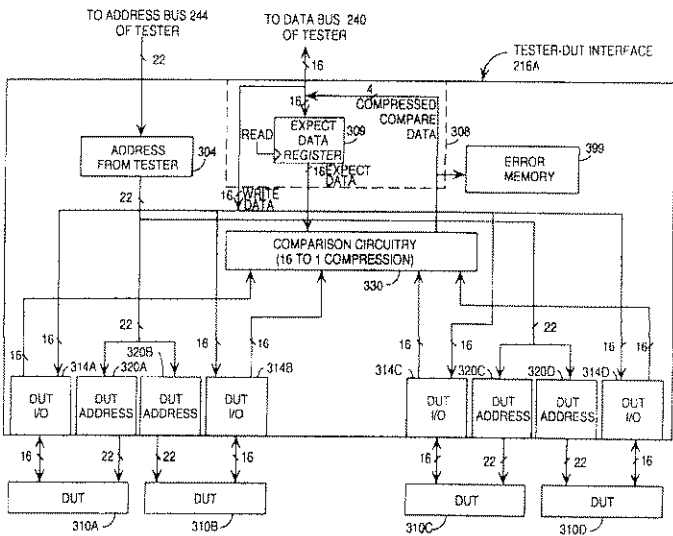 TO ADDRESS BUS 244
OF TESTER
TO DATA BUS 240
OF TESTER
TESTER-DUT INTERFACE
216A
22
16
16
4
COMPRESSED
COMPARE
DATA
308
EXPECT
DATA
REGISTER
309
READ
ADDRESS
FROM TESTER
304
ERROR
MEMORY
399
22
16
WRITE
DATA
16
EXPECT
DATA
COMPARISON CIRCUITRY
(16 TO 1 COMPRESSION)
330
22
22
16
16
16
16
16
16
16
16
314A
320A
320B
314B
314C
320C
320D
314D
DUT
I/O
DUT
ADDRESS
DUT
ADDRESS
DUT
I/O
DUT
I/O
DUT
ADDRESS
DUT
ADDRESS
DUT
I/O
16
22
22
16
16
22
22
16
DUT
DUT
DUT
DUT
310A
310B
310C
310D